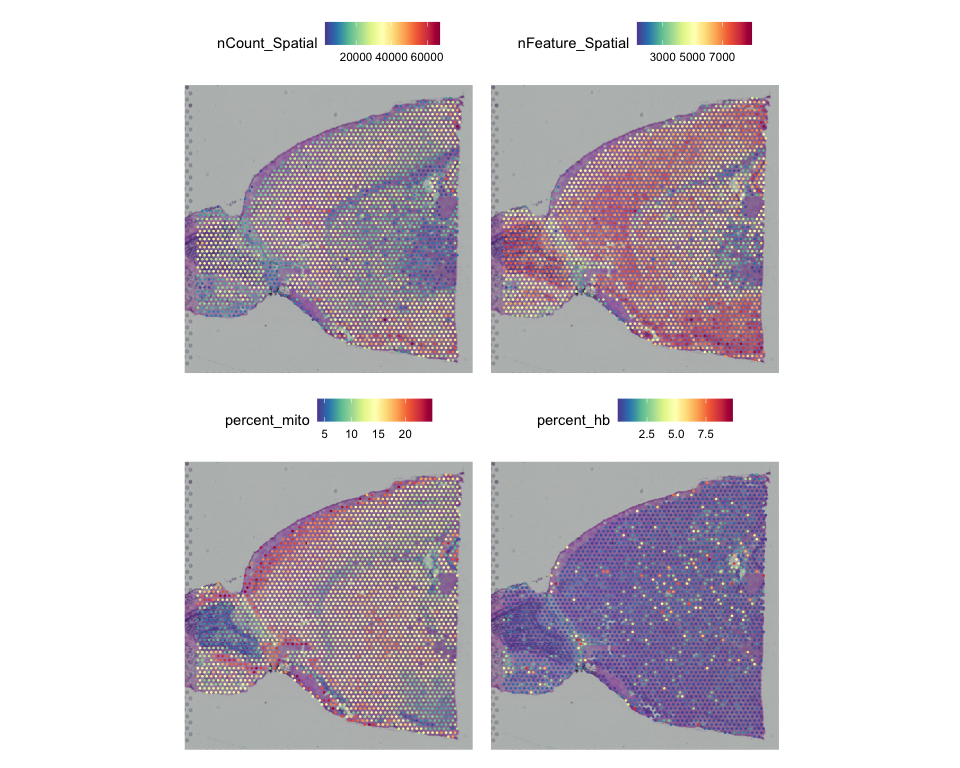 nCount_Spatial
20000 40000 60000
nFeature_Spatial
3000 5000 7000
percent_mito
5 10 15 20
percent_hb
2.5 5.0 7.5